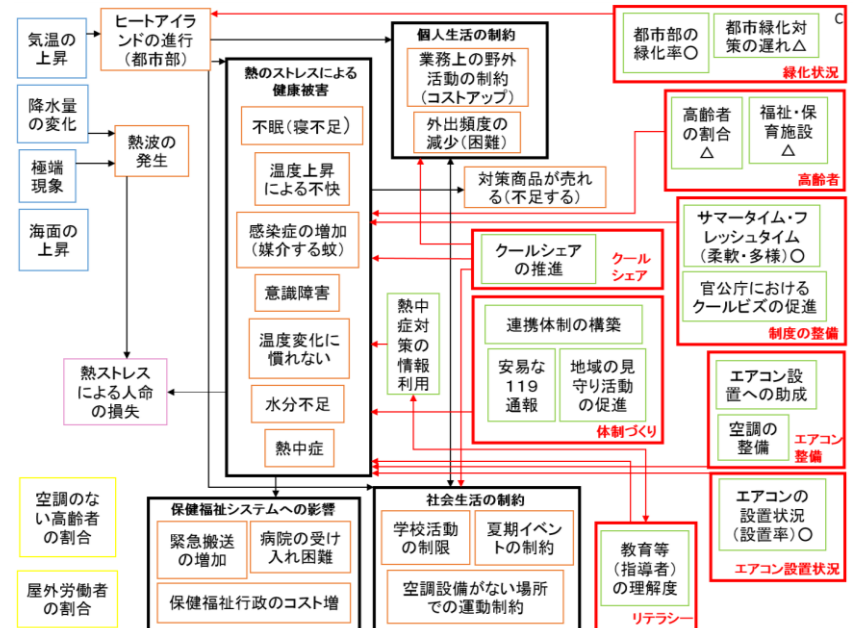 気温の
上昇
降水量
の変化
極端
現象
海面の
上昇
ヒートアイラ
ンドの進行
(都市部)
熱波の
発生
熱ストレス
による人命
の損失
空調のな
い高齢者
の割合
屋外労働者
の割合
熱のストレスによる
健康被害
不眠(寝不足)
温度上昇
による不快
感染症の増加
(媒介する蚊)
意識障害
温度変化に
慣れない
水分不足
熱中症
保健福祉システムへの影響
緊急搬送
の増加
病院の受け
入れ困難
保健福祉行政のコスト増
個人生活の制約
業務上の野外
活動の制約
(コストアップ)
外出頻度の
減少(困難)
対策商品が売れ
る(不足する)
クールシェア
の推進
クール
シェア
熱中
症対
策の
情報
利用
連携体制の構築
安易な
119
通報
地域の見
守り活動
の促進
体制づくり
社会生活の制約
学校活動
の制限
夏期イベン
トの制約
空調設備がない場所
での運動制約
C
都市部の
緑化率○
都市緑化対
策の遅れ△
緑化状況
高齢者
の割合
△
福祉・保
育施設
△
高齢者
サマータイム・フ
レッシュタイム
(柔軟・多様)○
官公庁における
クールビズの促進
制度の整備
エアコン設
置への助成
空調の
整備
エアコン
整備
エアコンの
設置状況
(設置率)○
エアコン設置状況
教育等
(指導者)
の理解度
リテラシー